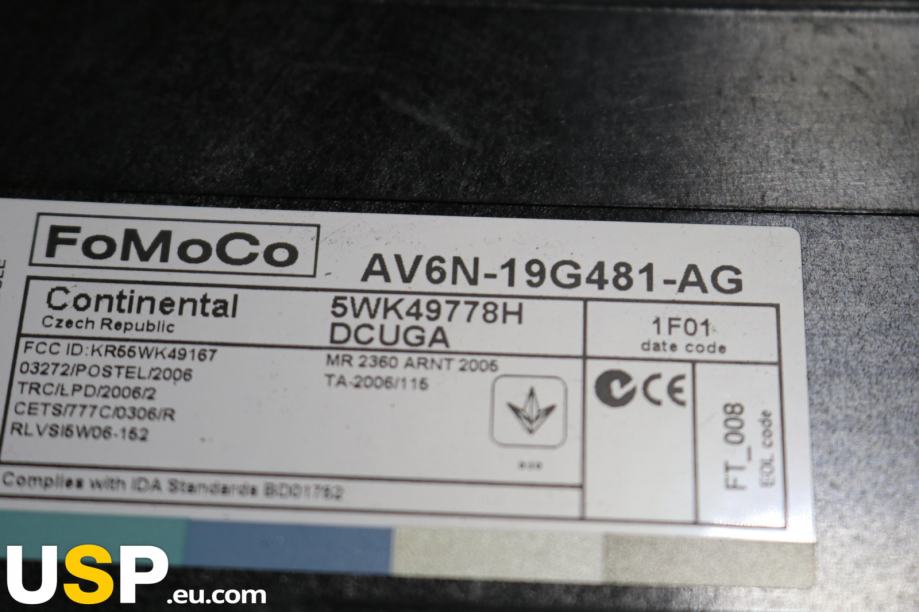 FoMoCo
AV6N-19G481-AG
Continental
Czech Republic
5WK49778H
DCUGA
1F01
date code
FCC ID:KR55WK49167
03272/POSTEL/2006
TRC/LPD/2006/2
CETS/777C/0306/R
RLVSI5W06-152
MR 2360 ARNT 2006
TA-2006/115
CE
FT_008
EOL code
Complies with IDA Standards BD01752
USP.eu.com